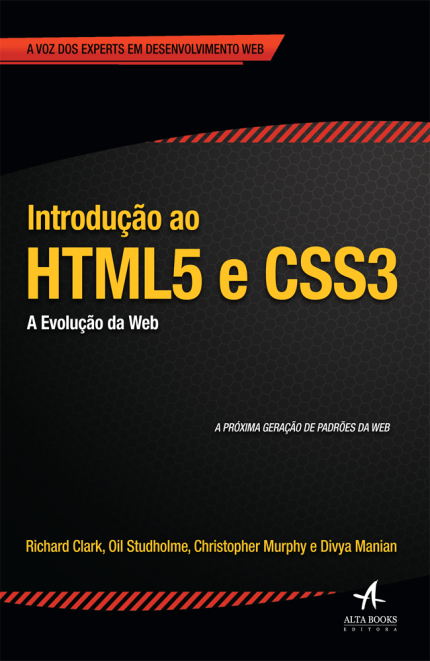 A VOZ DOS EXPERTS EM DESENVOLVIMENTO WEB
Introdução ao
HTML5 e CSS3
A Evolução da Web
A PRÓXIMA GERAÇÃO DE PADRÕES DA WEB
Richard Clark, Oil Studholme, Christopher Murphy e Divya Manian
ALTA BOOKS
EDITORA